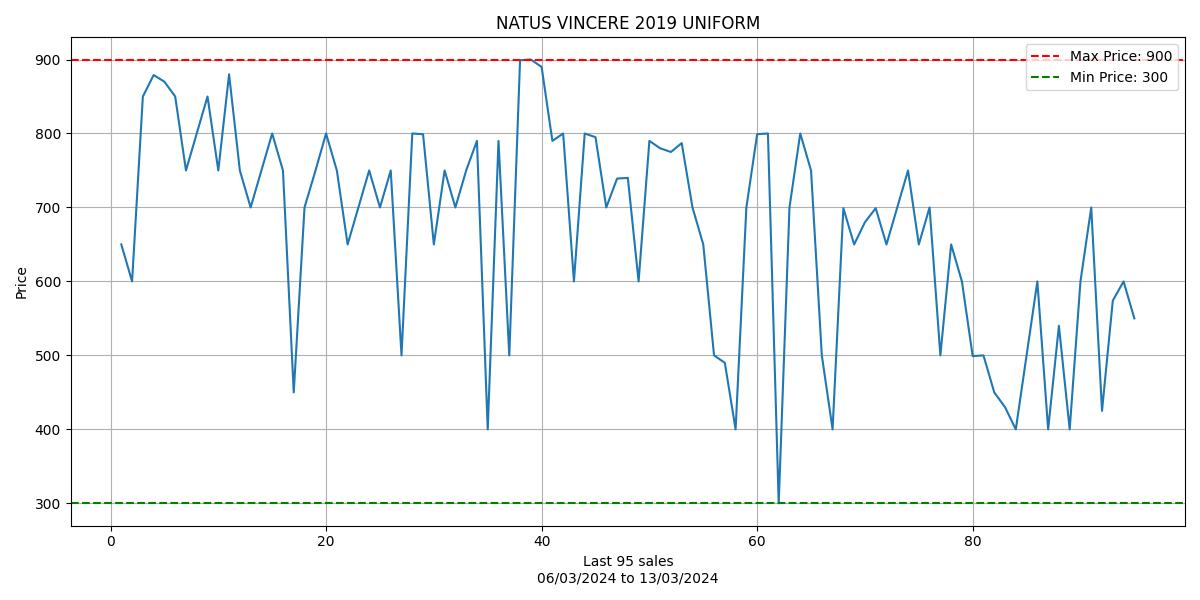 NATUS VINCERE 2019 UNIFORM
Max Price: 900
Min Price: 300
Price
900
800
700
600
500
400
300
0
20
40
60
80
Last 95 sales
06/03/2024 to 13/03/2024